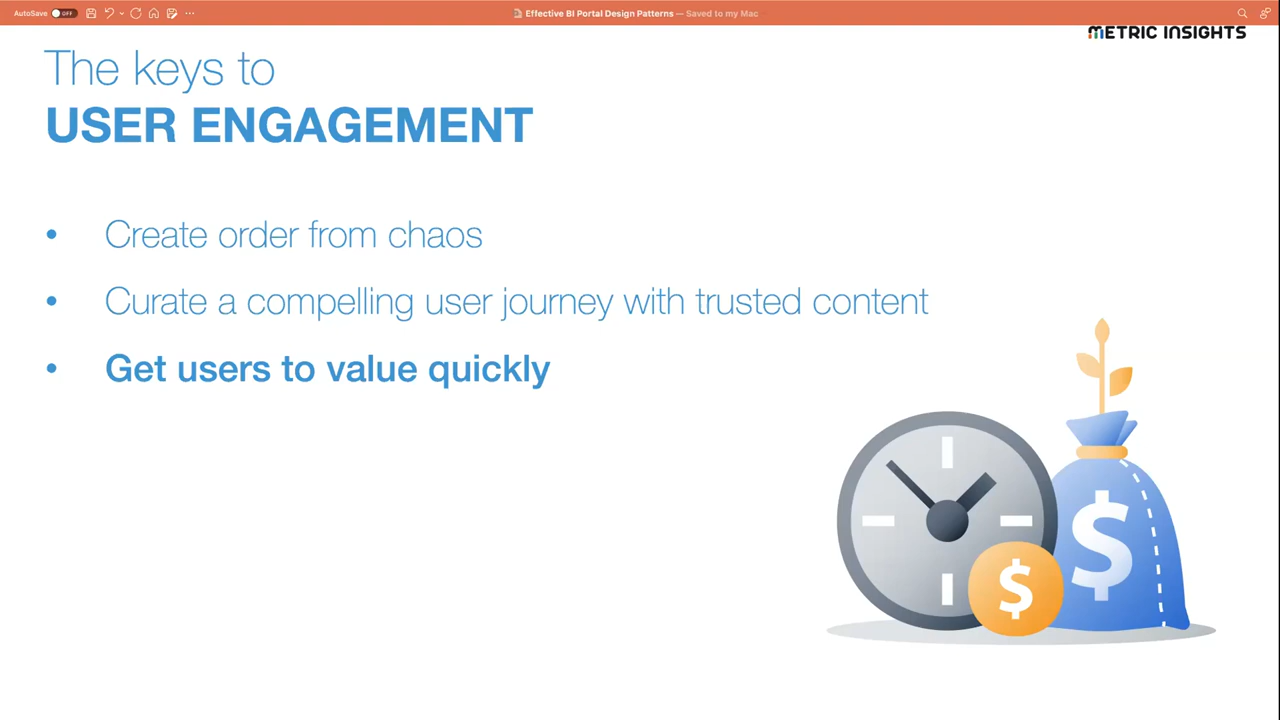 AutoSave OFF
Effective BI Portal Design Patterns — Saved to my Mac
METRIC INSIGHTS
The keys to
USER ENGAGEMENT
• Create order from chaos
• Curate a compelling user journey with trusted content
• Get users to value quickly
$
$